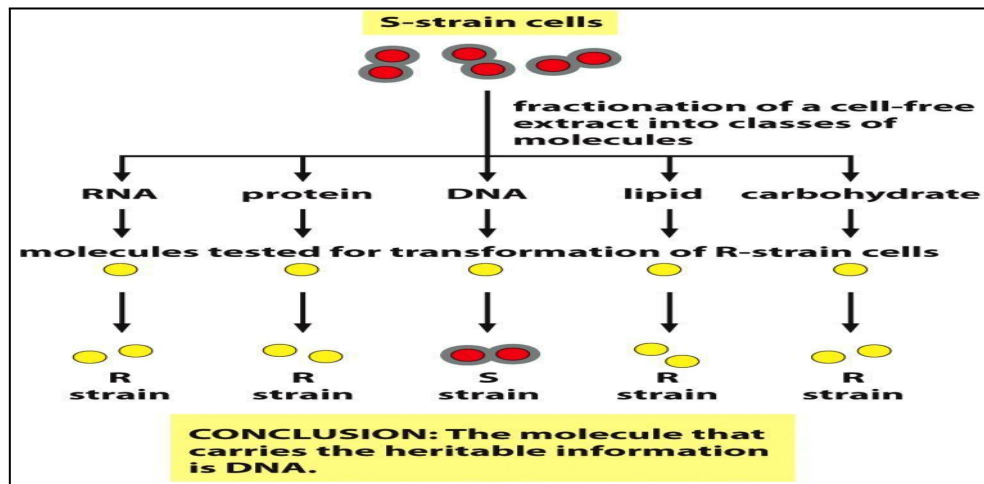 S-strain cells
fractionation of a cell-free
extract into classes of
molecules
RNA protein DNA lipid carbohydrate
molecules tested for transformation of R-strain cells
R R S R R
strain strain strain strain strain
CONCLUSION: The molecule that
carries the heritable information
is DNA.